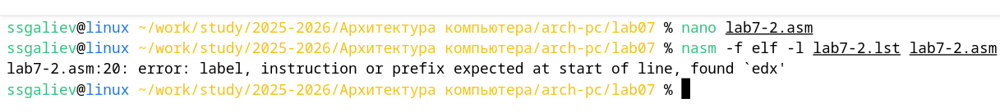 ssgaliev@linux ~/work/study/2025-2026/Архитектура компьютера/arch-pc/lab07 % nano lab7-2.asm
ssgaliev@linux ~/work/study/2025-2026/Архитектура компьютера/arch-pc/lab07 % nasm -f elf -l lab7-2.lst lab7-2.asm
lab7-2.asm:20: error: label, instruction or prefix expected at start of line, found `edx'
ssgaliev@linux ~/work/study/2025-2026/Архитектура компьютера/arch-pc/lab07 %